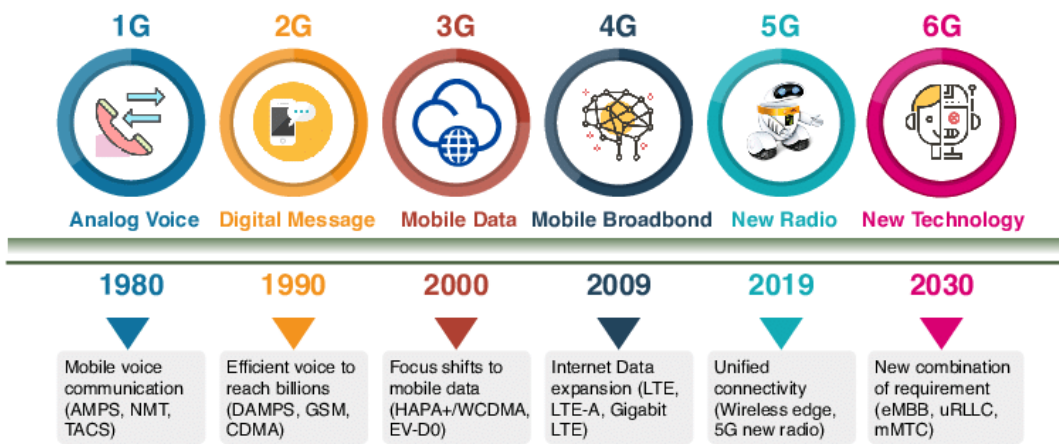 1G 2G 3G 4G 5G 6G
Analog Voice Digital Message Mobile Data Mobile Broadbond New Radio New Technology
1980 1990 2000 2009 2019 2030
Mobile voice
communication
(AMPS, NMT,
TACS)
Efficient voice to
reach billions
(DAMPS, GSM,
CDMA)
Focus shifts to
mobile data
(HAPA+/WCDMA,
EV-D0)
Internet Data
expansion (LTE,
LTE-A, Gigabit
LTE)
Unified
connectivity
(Wireless edge,
5G new radio)
New combination
of requirement
(eMBB, uRLLC,
mMTC)